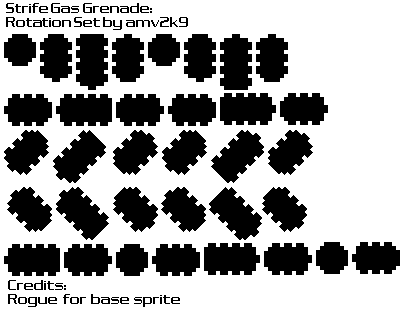 Strife Gas Grenade:
Rotation Set by amv2k9
Credits:
Rogue for base sprite